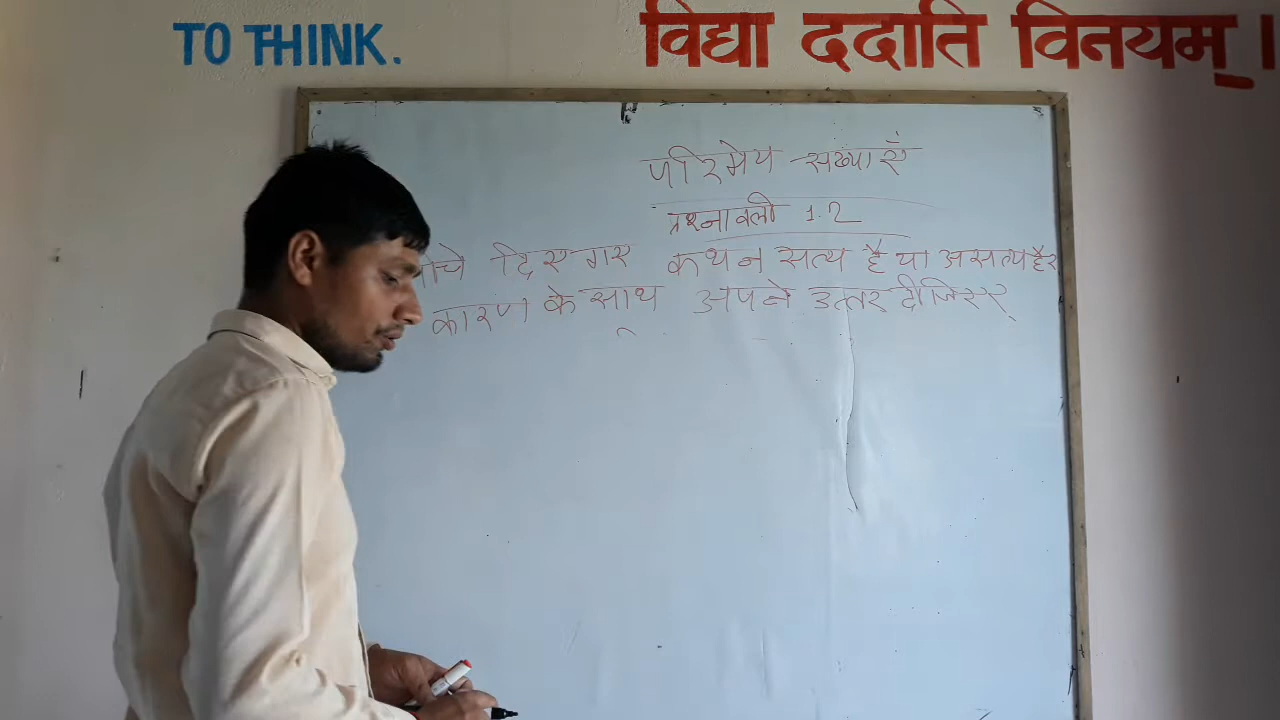 TO THINK.
विद्या ददाति विनयम् ।
परिमेय संख्याएँ
प्रश्नावली 1.2
दिए गए कथन सत्य है या असत्य है
कारण के साथ अपने उत्तर दीजिए